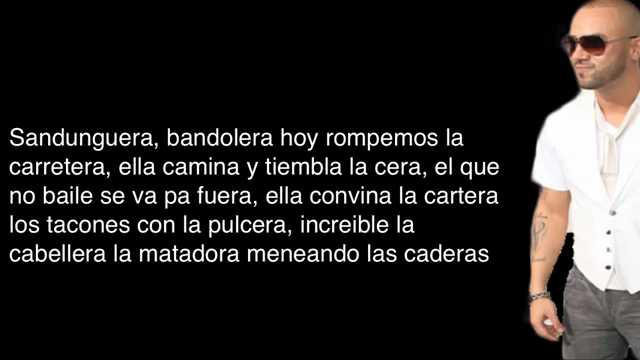 Sandunguera, bandolera hoy rompemos la
carretera, ella camina y tiembla la cera, el que
no baile se va pa fuera, ella convina la cartera
los tacones con la pulcera, increible la
cabellera la matadora meneando las caderas